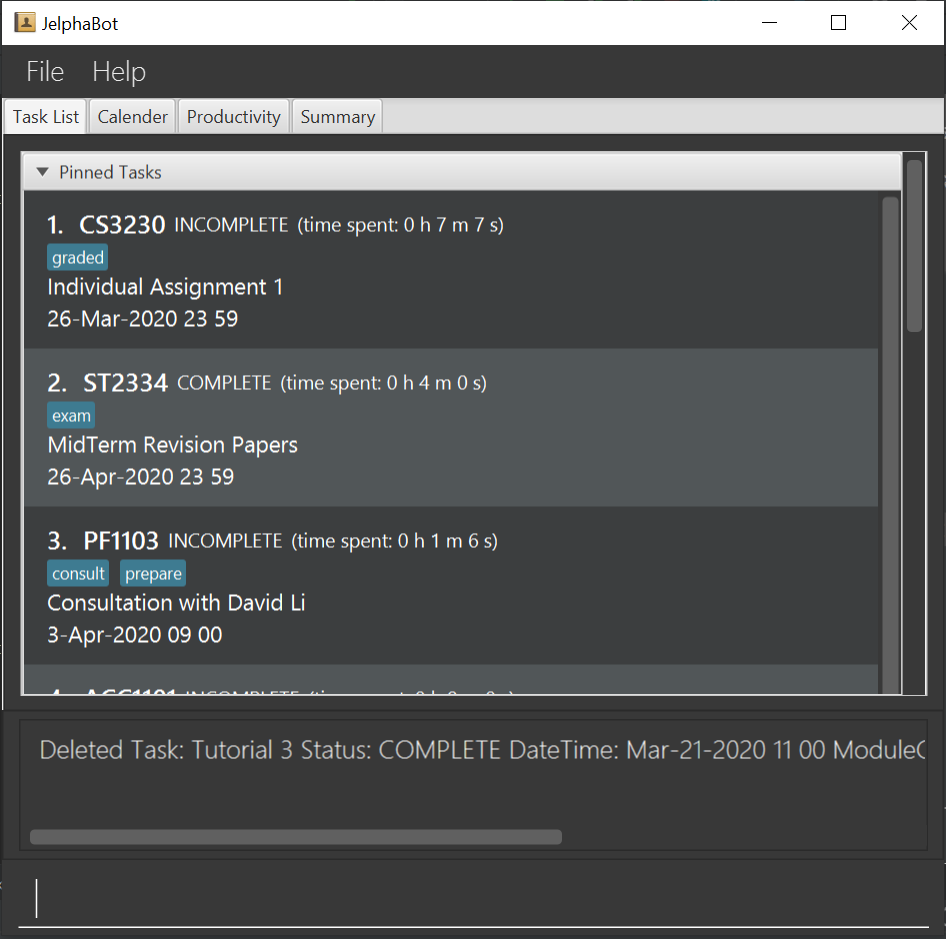 JelphaBot
File Help
Task List Calender Productivity Summary
Pinned Tasks
1. CS3230 INCOMPLETE (time spent: 0 h 7 m 7 s)
graded
Individual Assignment 1
26-Mar-2020 23 59
2. ST2334 COMPLETE (time spent: 0 h 4 m 0 s)
exam
MidTerm Revision Papers
26-Apr-2020 23 59
3. PF1103 INCOMPLETE (time spent: 0 h 1 m 6 s)
consult prepare
Consultation with David Li
3-Apr-2020 09 00
4. ACC1101 INCOMPLETE
Deleted Task: Tutorial 3 Status: COMPLETE DateTime: Mar-21-2020 11 00 Module